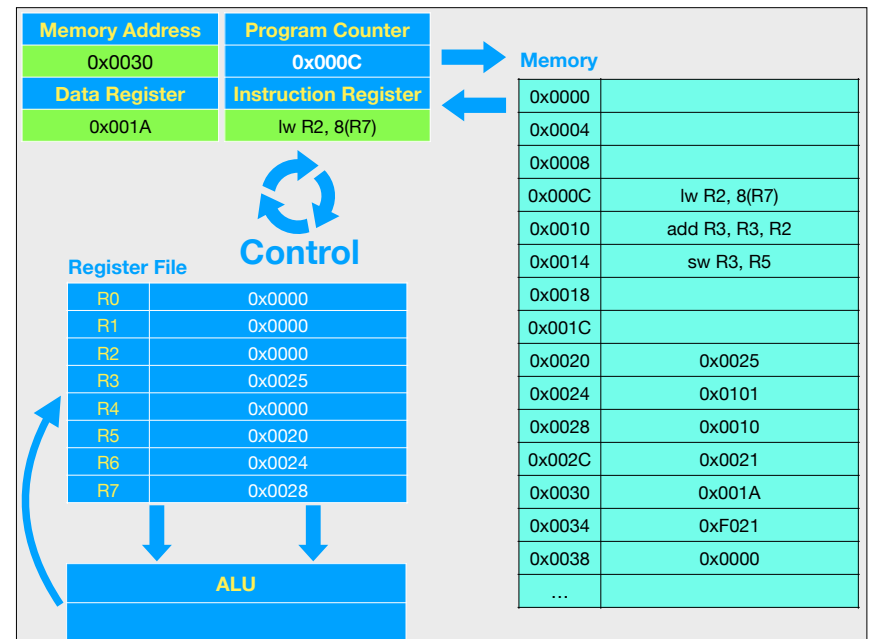 Memory Address Program Counter
0x0030 0x000C
Data Register Instruction Register
0x001A lw R2, 8(R7)
Control
Register File
R0 0x0000
R1 0x0000
R2 0x0000
R3 0x0025
R4 0x0000
R5 0x0020
R6 0x0024
R7 0x0028
ALU
Memory
0x0000
0x0004
0x0008
0x000C lw R2, 8(R7)
0x0010 add R3, R3, R2
0x0014 sw R3, R5
0x0018
0x001C
0x0020 0x0025
0x0024 0x0101
0x0028 0x0010
0x002C 0x0021
0x0030 0x001A
0x0034 0xF021
0x0038 0x0000
…